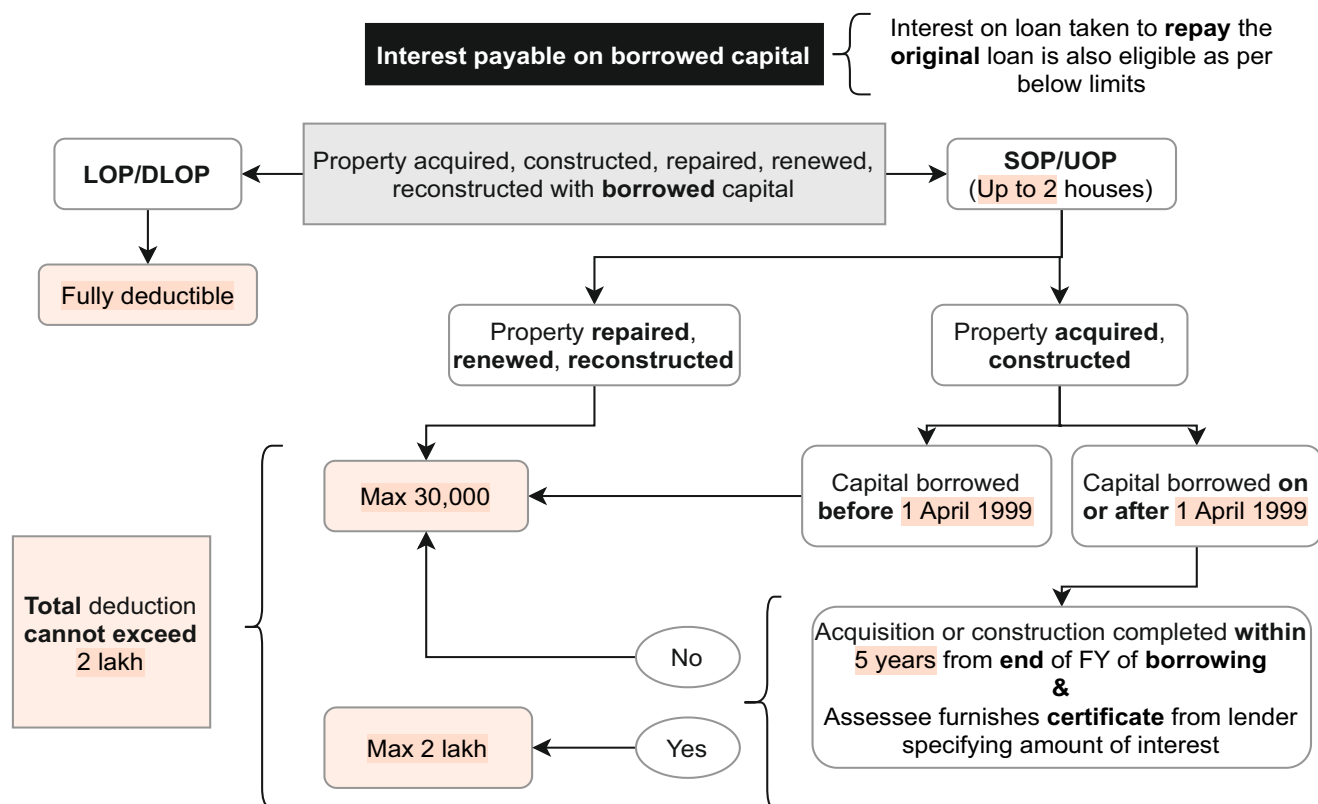 Interest payable on borrowed capital
Interest on loan taken to repay the
original loan is also eligible as per
below limits
LOP/DLOP
Property acquired, constructed, repaired, renewed,
reconstructed with borrowed capital
SOP/UOP
(Up to 2 houses)
Fully deductible
Property repaired,
renewed, reconstructed
Property acquired,
constructed
Max 30,000
Capital borrowed
before 1 April 1999
Capital borrowed on
or after 1 April 1999
Total deduction
cannot exceed
2 lakh
No
Acquisition or construction completed within
5 years from end of FY of borrowing
&
Assessee furnishes certificate from lender
specifying amount of interest
Max 2 lakh
Yes